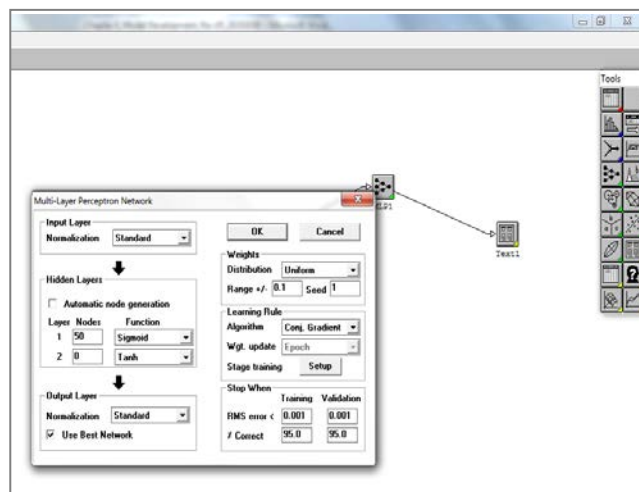 Tools
Multi-Layer Perceptron Network
Input Layer
Normalization Standard
Hidden Layers
Automatic node generation
Layer Nodes Function
1 50 Sigmoid
2 0 Tanh
Output Layer
Normalization Standard
Use Best Network
OK Cancel
Weights
Distribution Uniform
Range +/- 0.1 Seed 1
Learning Rule
Algorithm Conj. Gradient
Wgt. update Epoch
Stage training Setup
Stop When
Training Validation
RMS error < 0.001 0.001
% Correct 95.0 95.0
Text1